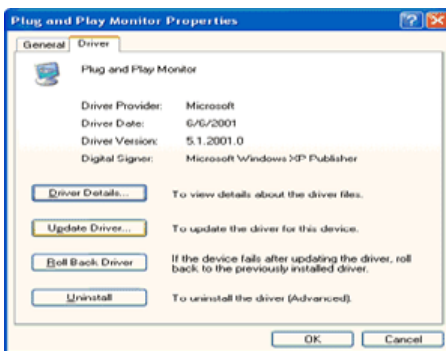 Plug and Play Monitor Properties
General Driver
Plug and Play Monitor
Driver Provider: Microsoft
Driver Date: 6/6/2001
Driver Version: 5.1.2001.0
Digital Signer: Microsoft Windows XP Publisher
Driver Details... To view details about the driver files.
Update Driver... To update the driver for this device.
Roll Back Driver If the device fails after updating the driver, roll
back to the previously installed driver.
Uninstall To uninstall the driver (Advanced).
OK Cancel